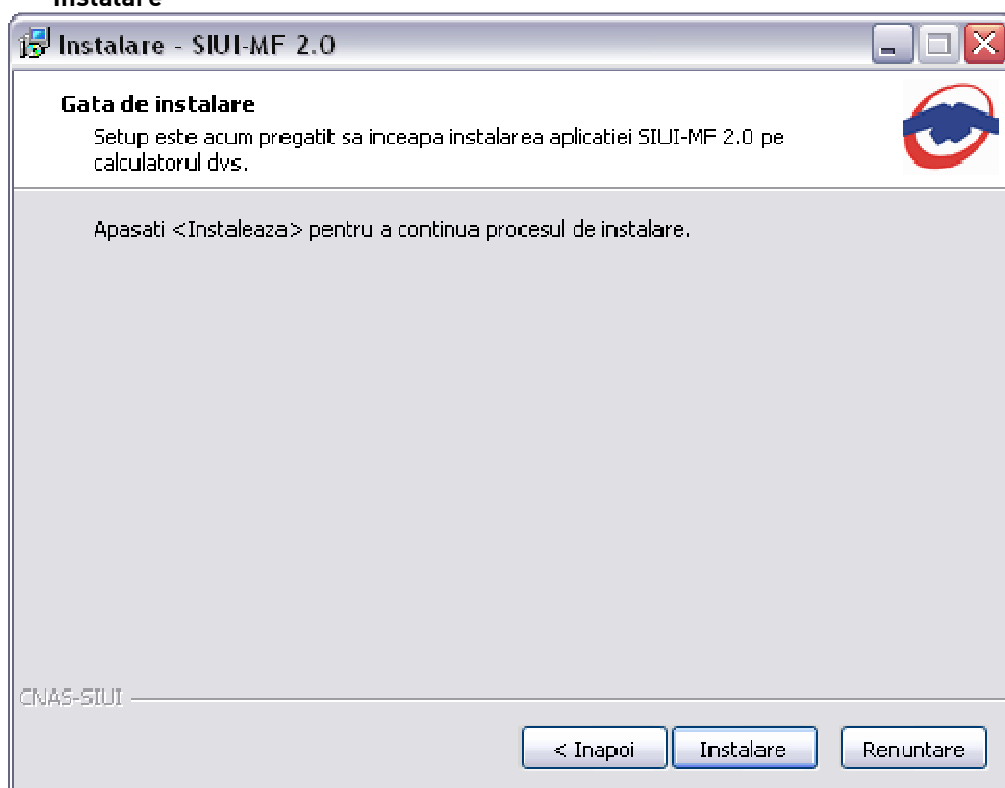 Instalare
Instalare - SIUI-MF 2.0
Gata de instalare
Setup este acum pregatit sa inceapa instalarea aplicatiei SIUI-MF 2.0 pe
calculatorul dvs.
Apasati <Instaleaza> pentru a continua procesul de instalare.
CNAS-SIUI
< Inapoi
Instalare
Renuntare